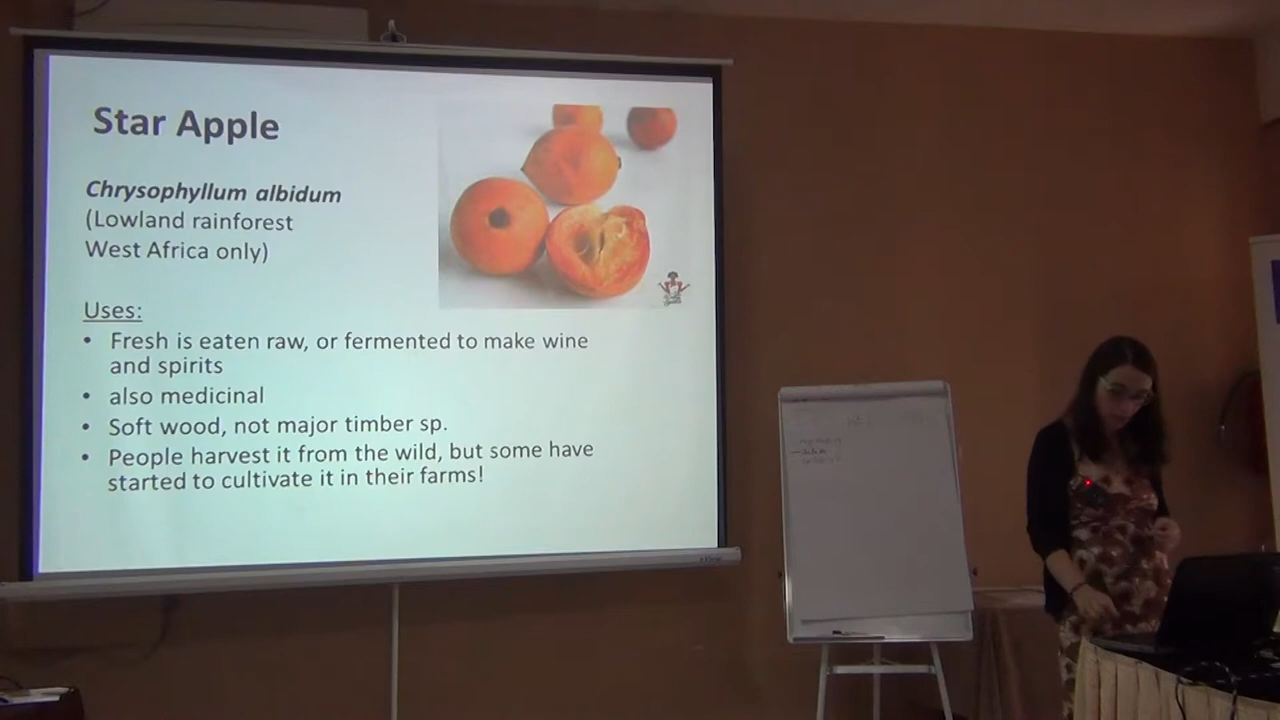 Star Apple
Chrysophyllum albidum
(Lowland rainforest
West Africa only)
Uses:
• Fresh is eaten raw, or fermented to make wine
and spirits
• also medicinal
• Soft wood, not major timber sp.
• People harvest it from the wild, but some have
started to cultivate it in their farms!